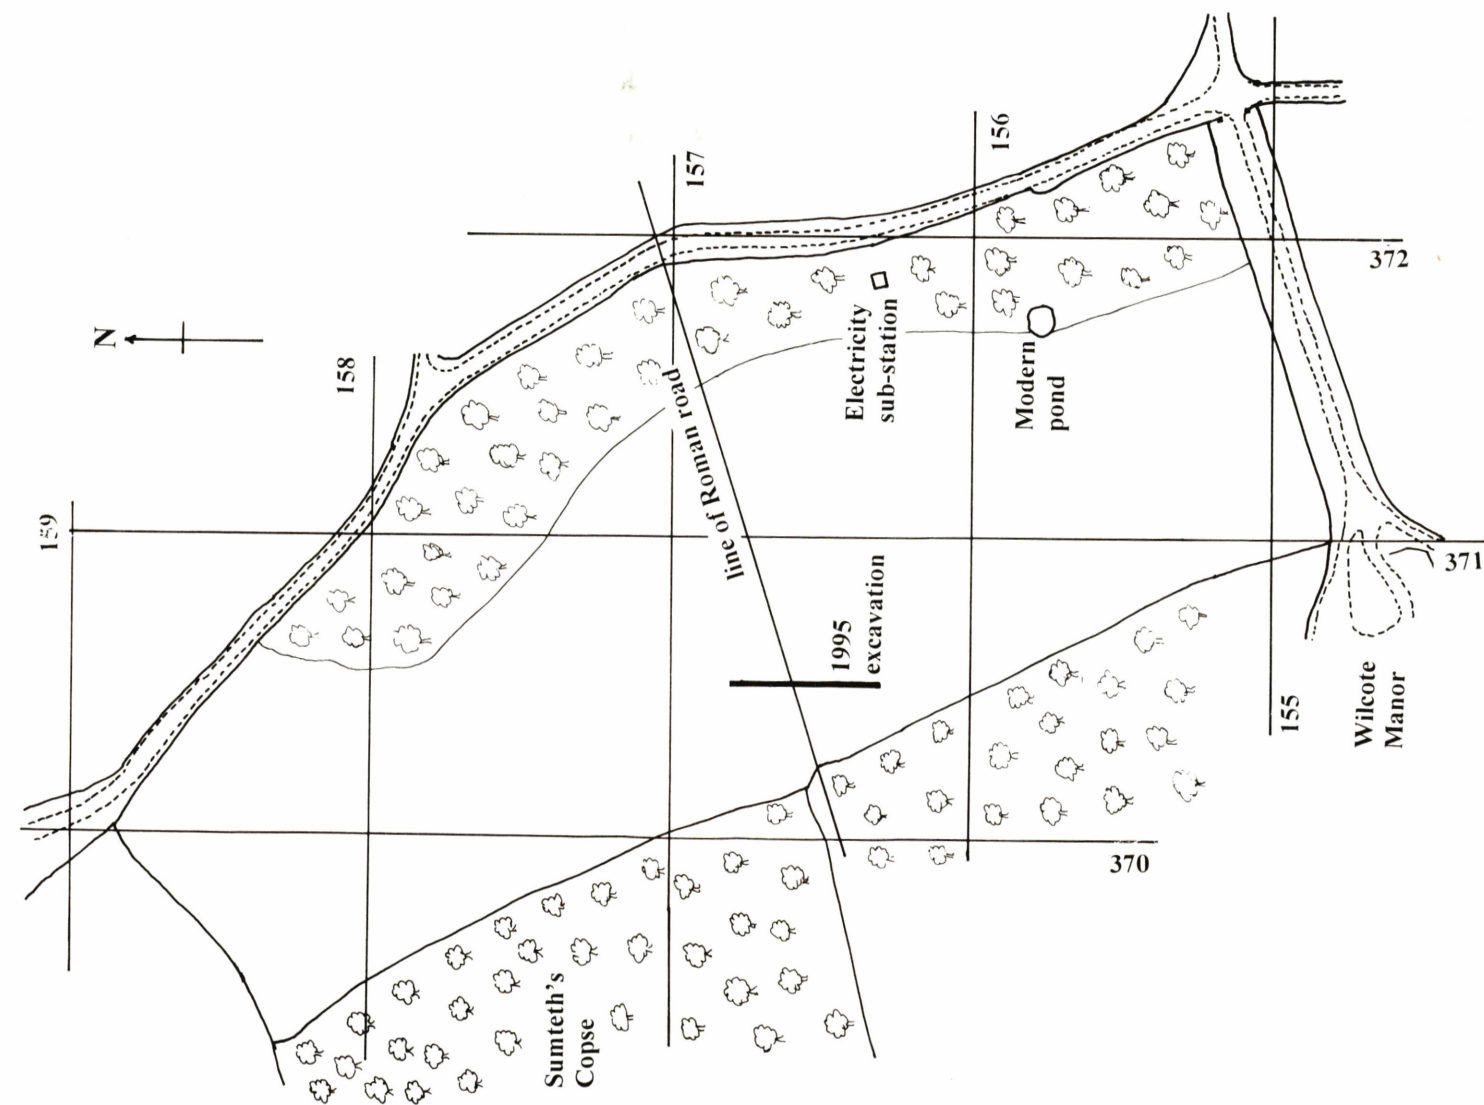 N
159
158
157
156
155
372
371
370
line of Roman road
Electricity
sub-station
Modern
pond
1995
excavation
Wilcote
Manor
Sumteth's
Copse